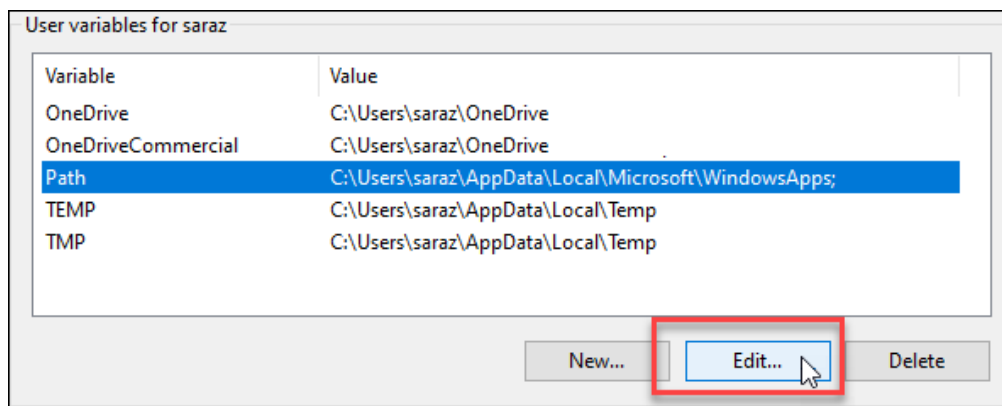 User variables for saraz
Variable Value
OneDrive C:\Users\saraz\OneDrive
OneDriveCommercial C:\Users\saraz\OneDrive
Path C:\Users\saraz\AppData\Local\Microsoft\WindowsApps;
TEMP C:\Users\saraz\AppData\Local\Temp
TMP C:\Users\saraz\AppData\Local\Temp
New... Edit... Delete